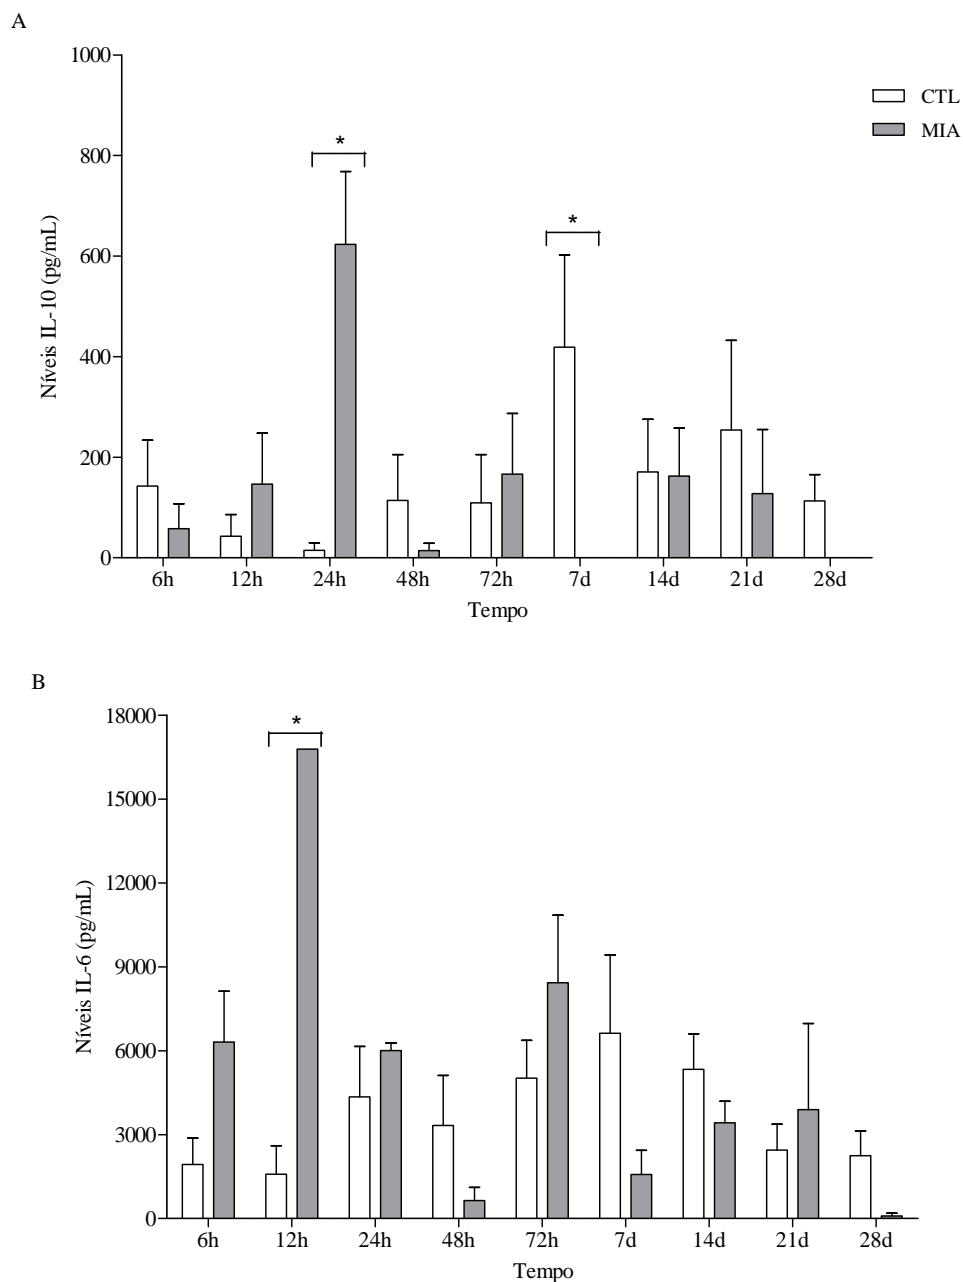 A
1000
800
600
400
200
0
Níveis IL-10 (pg/mL)
*
*
CTL
MIA
6h 12h 24h 48h 72h 7d 14d 21d 28d
Tempo
B
18000
15000
12000
9000
6000
3000
0
Níveis IL-6 (pg/mL)
*
6h 12h 24h 48h 72h 7d 14d 21d 28d
Tempo